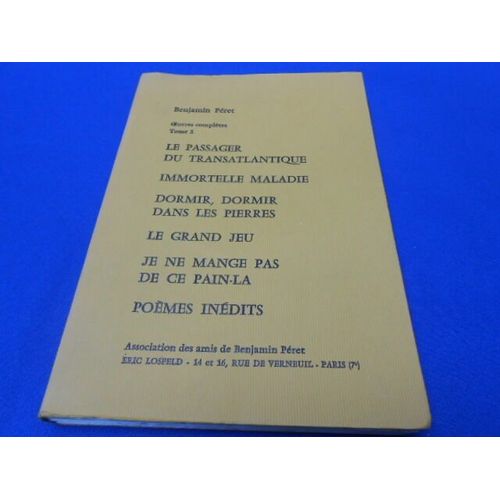 Benjamin Péret
Œuvres complètes
Tome 1
LE PASSAGER
DU TRANSATLANTIQUE
IMMORTELLE MALADIE
DORMIR, DORMIR
DANS LES PIERRES
LE GRAND JEU
JE NE MANGE PAS
DE CE PAIN-LA
POÈMES INÉDITS
Association des amis de Benjamin Péret
ÉRIC LOSFELD - 14 et 16, RUE DE VERNEUIL - PARIS (7e)